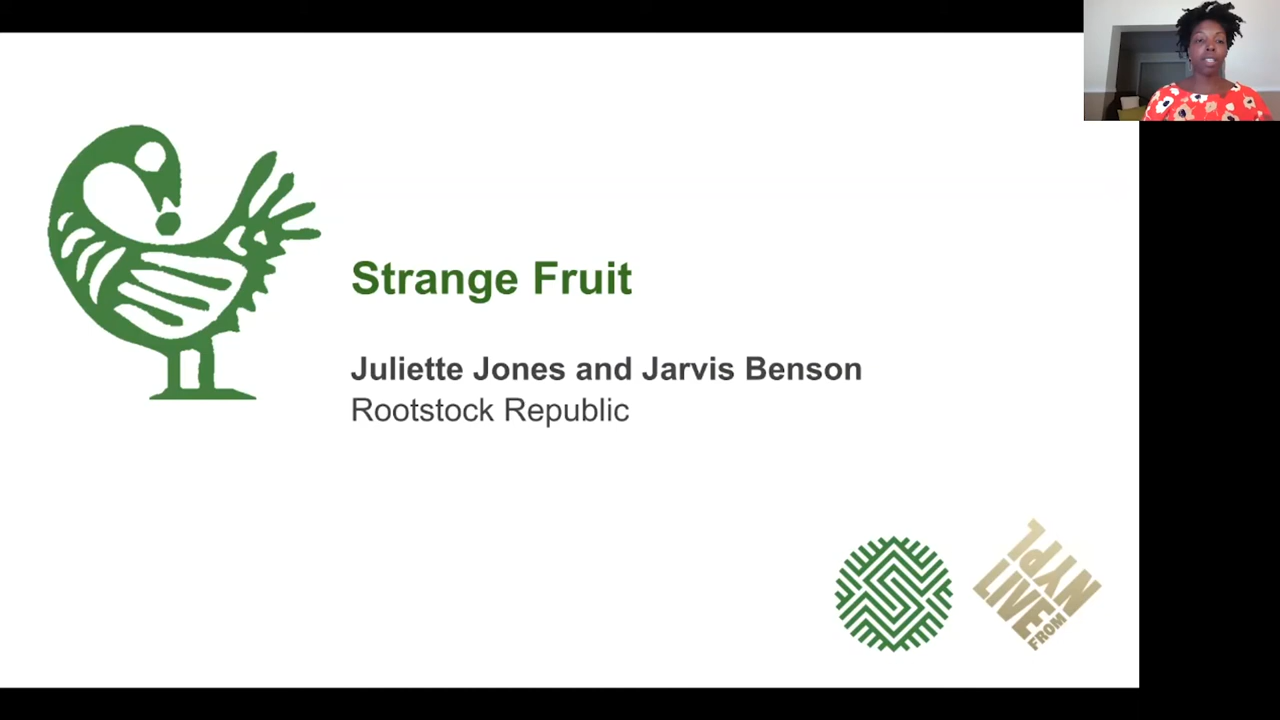 Strange Fruit
Juliette Jones and Jarvis Benson
Rootstock Republic
LIVE
FROM
NYPL